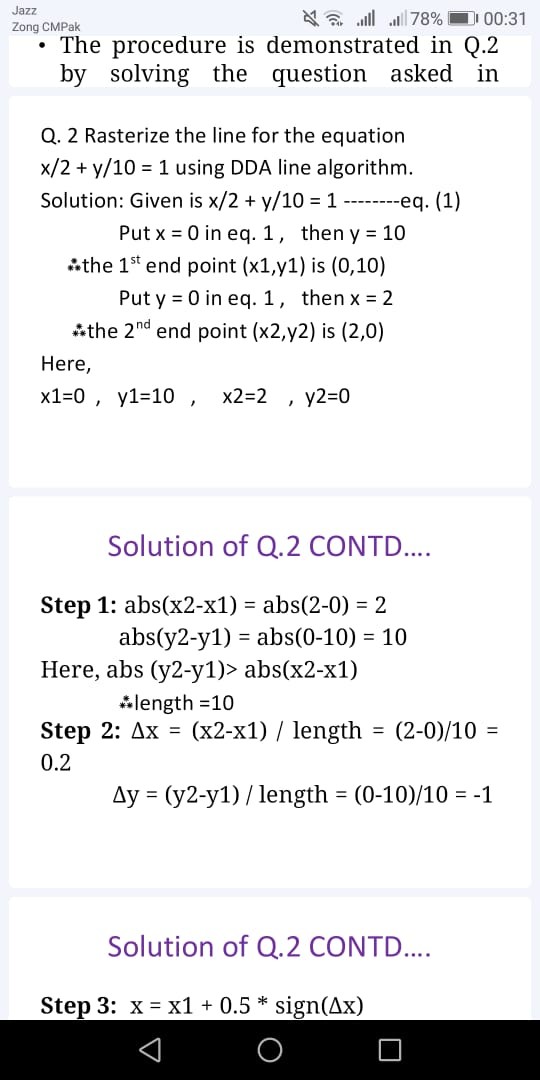 Jazz
Zong CMPak
78% 00:31
• The procedure is demonstrated in Q.2
by solving the question asked in
Q. 2 Rasterize the line for the equation
x/2 + y/10 = 1 using DDA line algorithm.
Solution: Given is x/2 + y/10 = 1 --------eq. (1)
Put x = 0 in eq. 1 , then y = 10
∴the 1st end point (x1,y1) is (0,10)
Put y = 0 in eq. 1 , then x = 2
∴the 2nd end point (x2,y2) is (2,0)
Here,
x1=0 , y1=10 , x2=2 , y2=0
Solution of Q.2 CONTD....
Step 1: abs(x2-x1) = abs(2-0) = 2
abs(y2-y1) = abs(0-10) = 10
Here, abs (y2-y1)> abs(x2-x1)
∴length =10
Step 2: Δx = (x2-x1) / length = (2-0)/10 =
0.2
Δy = (y2-y1) / length = (0-10)/10 = -1
Solution of Q.2 CONTD....
Step 3: x = x1 + 0.5 * sign(Δx)